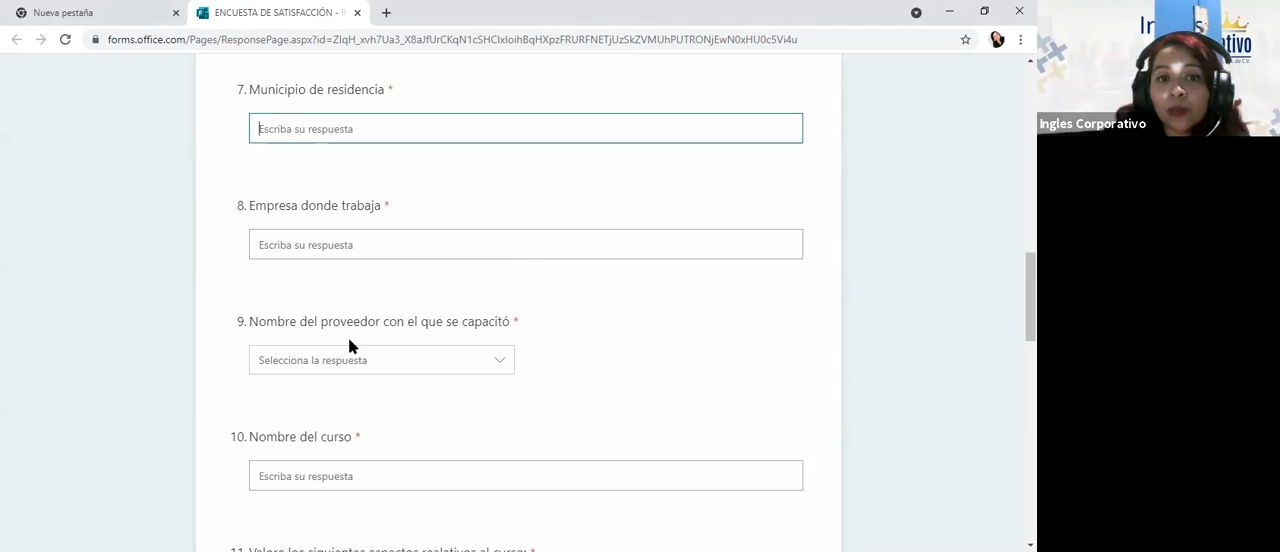 Nueva pestaña
ENCUESTA DE SATISFACCIÓN - I
forms.office.com/Pages/ResponsePage.aspx?id=
7. Municipio de residencia *
Escriba su respuesta
8. Empresa donde trabaja *
Escriba su respuesta
9. Nombre del proveedor con el que se capacitó *
Selecciona la respuesta
10. Nombre del curso *
Escriba su respuesta
Ingles Corporativo